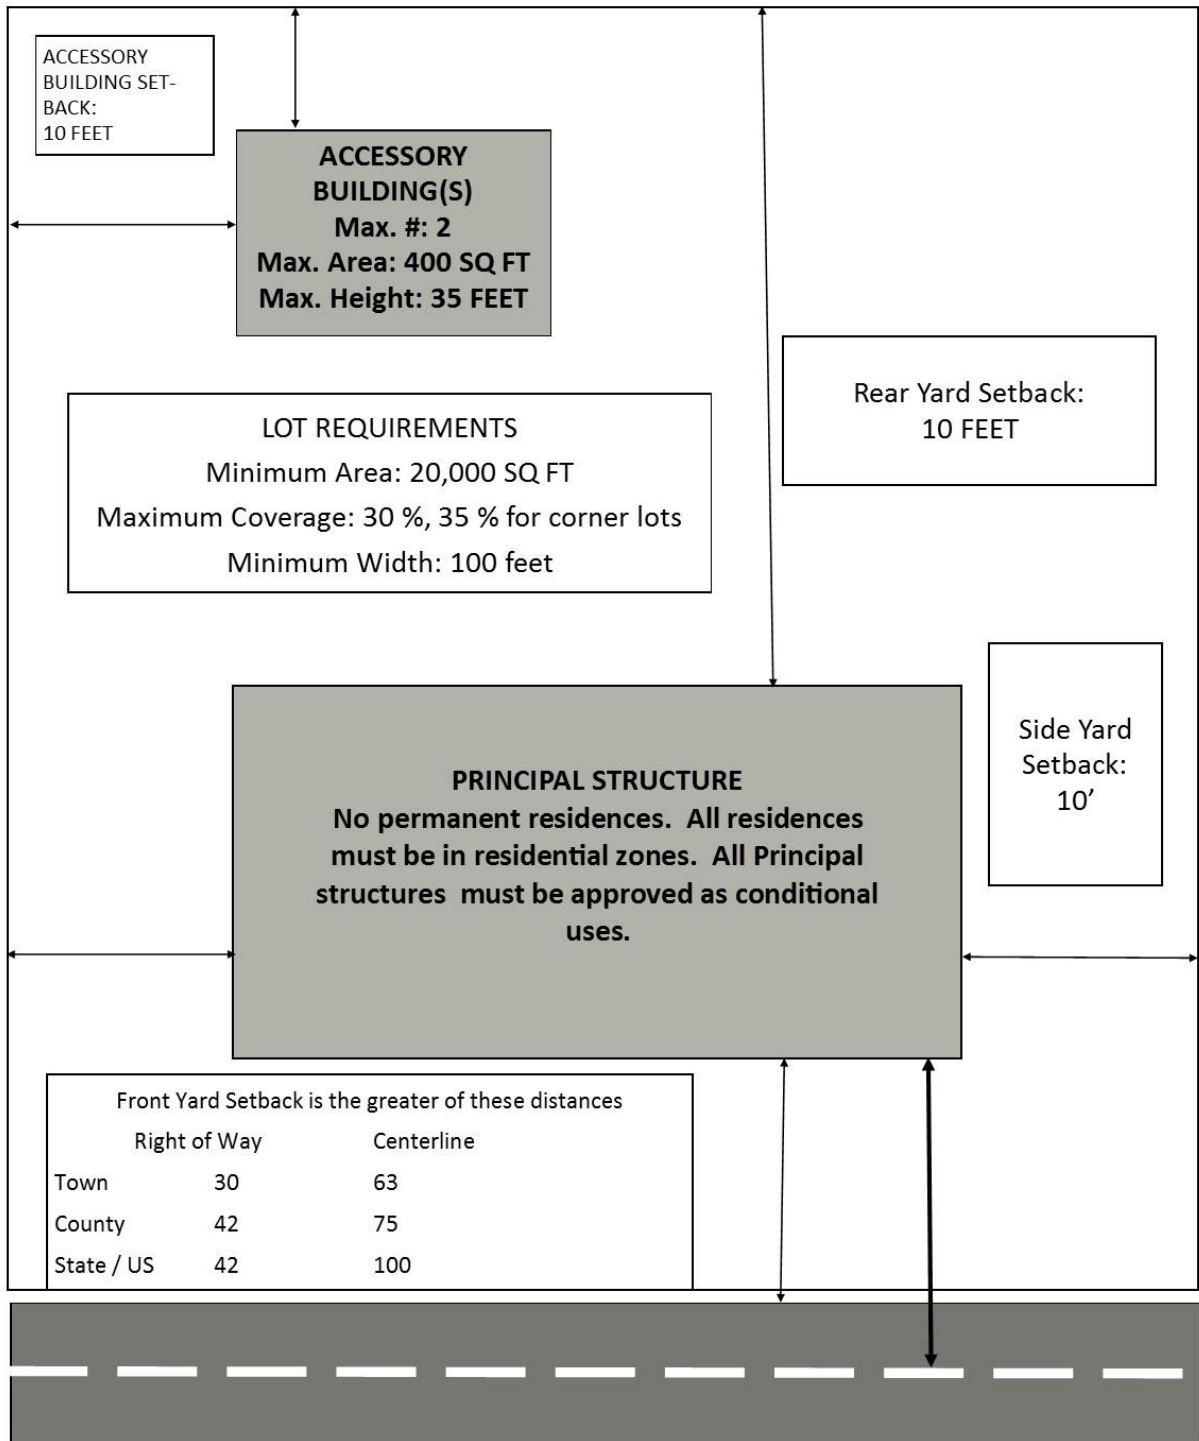 ACCESSORY
BUILDING SET-
BACK:
10 FEET
ACCESSORY
BUILDING(S)
Max. #: 2
Max. Area: 400 SQ FT
Max. Height: 35 FEET
Rear Yard Setback:
10 FEET
LOT REQUIREMENTS
Minimum Area: 20,000 SQ FT
Maximum Coverage: 30 %, 35 % for corner lots
Minimum Width: 100 feet
Side Yard
Setback:
10’
PRINCIPAL STRUCTURE
No permanent residences.  All residences
must be in residential zones.  All Principal
structures  must be approved as conditional
uses.
Front Yard Setback is the greater of these distances
Right of Way Centerline
Town 30 63
County 42 75
State / US 42 100